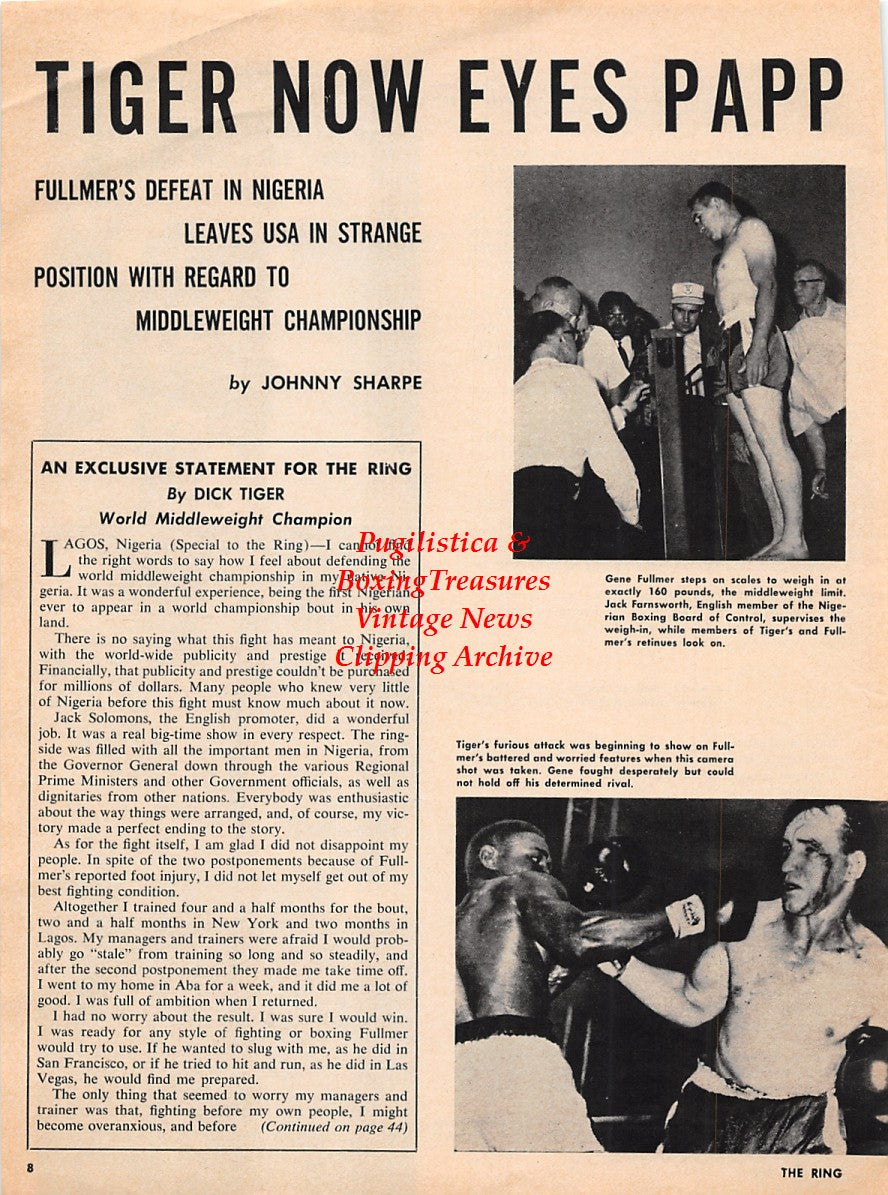 TIGER NOW EYES PAPP
FULLMER'S DEFEAT IN NIGERIA
LEAVES USA IN STRANGE
POSITION WITH REGARD TO
MIDDLEWEIGHT CHAMPIONSHIP
by JOHNNY SHARPE
AN EXCLUSIVE STATEMENT FOR THE RING
By DICK TIGER
World Middleweight Champion
LAGOS, Nigeria (Special to the Ring)—I cannot find
the right words to say how I feel about defending the
world middleweight championship in my native Ni-
geria. It was a wonderful experience, being the first Nigerian
ever to appear in a world championship bout in his own
land.
There is no saying what this fight has meant to Nigeria,
with the world-wide publicity and prestige it received.
Financially, that publicity and prestige couldn't be purchased
for millions of dollars. Many people who knew very little
of Nigeria before this fight must know much about it now.
Jack Solomons, the English promoter, did a wonderful
job. It was a real big-time show in every respect. The ring-
side was filled with all the important men in Nigeria, from
the Governor General down through the various Regional
Prime Ministers and other Government officials, as well as
dignitaries from other nations. Everybody was enthusiastic
about the way things were arranged, and, of course, my vic-
tory made a perfect ending to the story.
As for the fight itself, I am glad I did not disappoint my
people. In spite of the two postponements because of Full-
mer's reported foot injury, I did not let myself get out of my
best fighting condition.
Altogether I trained four and a half months for the bout,
two and a half months in New York and two months in
Lagos. My managers and trainers were afraid I would prob-
ably go "stale" from training so long and so steadily, and
after the second postponement they made me take time off.
I went to my home in Aba for a week, and it did me a lot of
good. I was full of ambition when I returned.
I had no worry about the result. I was sure I would win.
I was ready for any style of fighting or boxing Fullmer
would try to use. If he wanted to slug with me, as he did in
San Francisco, or if he tried to hit and run, as he did in Las
Vegas, he would find me prepared.
The only thing that seemed to worry my managers and
trainer was that, fighting before my own people, I might
become overanxious, and before (Continued on page 44)
Pugilistica &
BoxingTreasures
Vintage News
Clipping Archive
Gene Fullmer steps on scales to weigh in at
exactly 160 pounds, the middleweight limit.
Jack Farnsworth, English member of the Nige-
rian Boxing Board of Control, supervises the
weigh-in, while members of Tiger's and Full-
mer's retinues look on.
Tiger's furious attack was beginning to show on Full-
mer's battered and worried features when this camera
shot was taken. Gene fought desperately but could
not hold off his determined rival.
8
THE RING